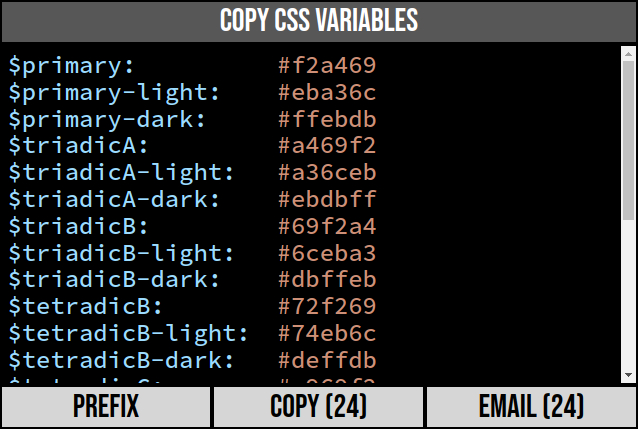 COPY CSS VARIABLES
$primary: #f2a469
$primary-light: #eba36c
$primary-dark: #ffebdb
$triadicA: #a469f2
$triadicA-light: #a36ceb
$triadicA-dark: #ebdbff
$triadicB: #69f2a4
$triadicB-light: #6ceba3
$triadicB-dark: #dbffeb
$tetradicB: #72f269
$tetradicB-light: #74eb6c
$tetradicB-dark: #deffdb
PREFIX COPY (24) EMAIL (24)